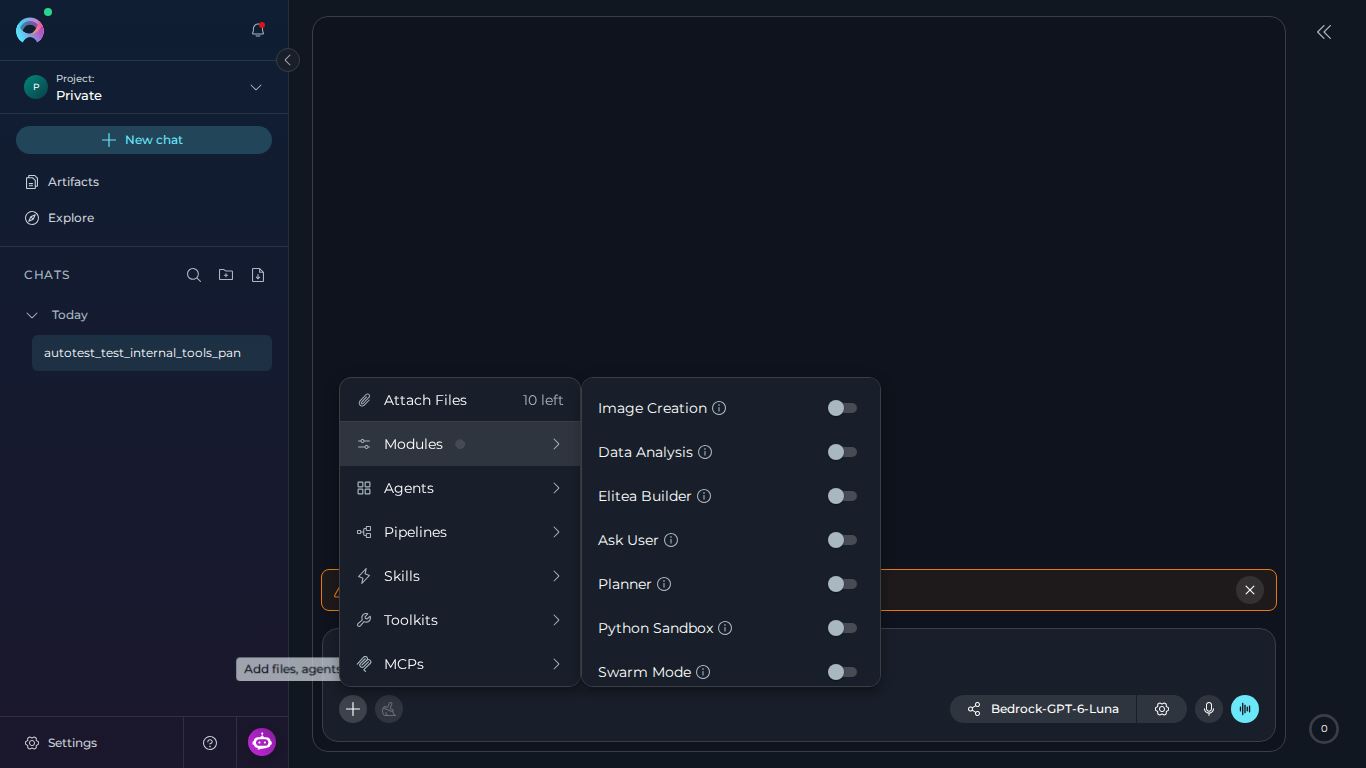 Project:
P
Private
New chat
Artifacts
Explore
CHATS
Today
autotest_test_internal_tools_pan
Settings
Attach Files 10 left
Modules
Agents
Pipelines
Skills
Toolkits
MCPs
Image Creation
Data Analysis
Elitea Builder
Ask User
Planner
Python Sandbox
Swarm Mode
Add files, agents
Bedrock-GPT-6-Luna
0